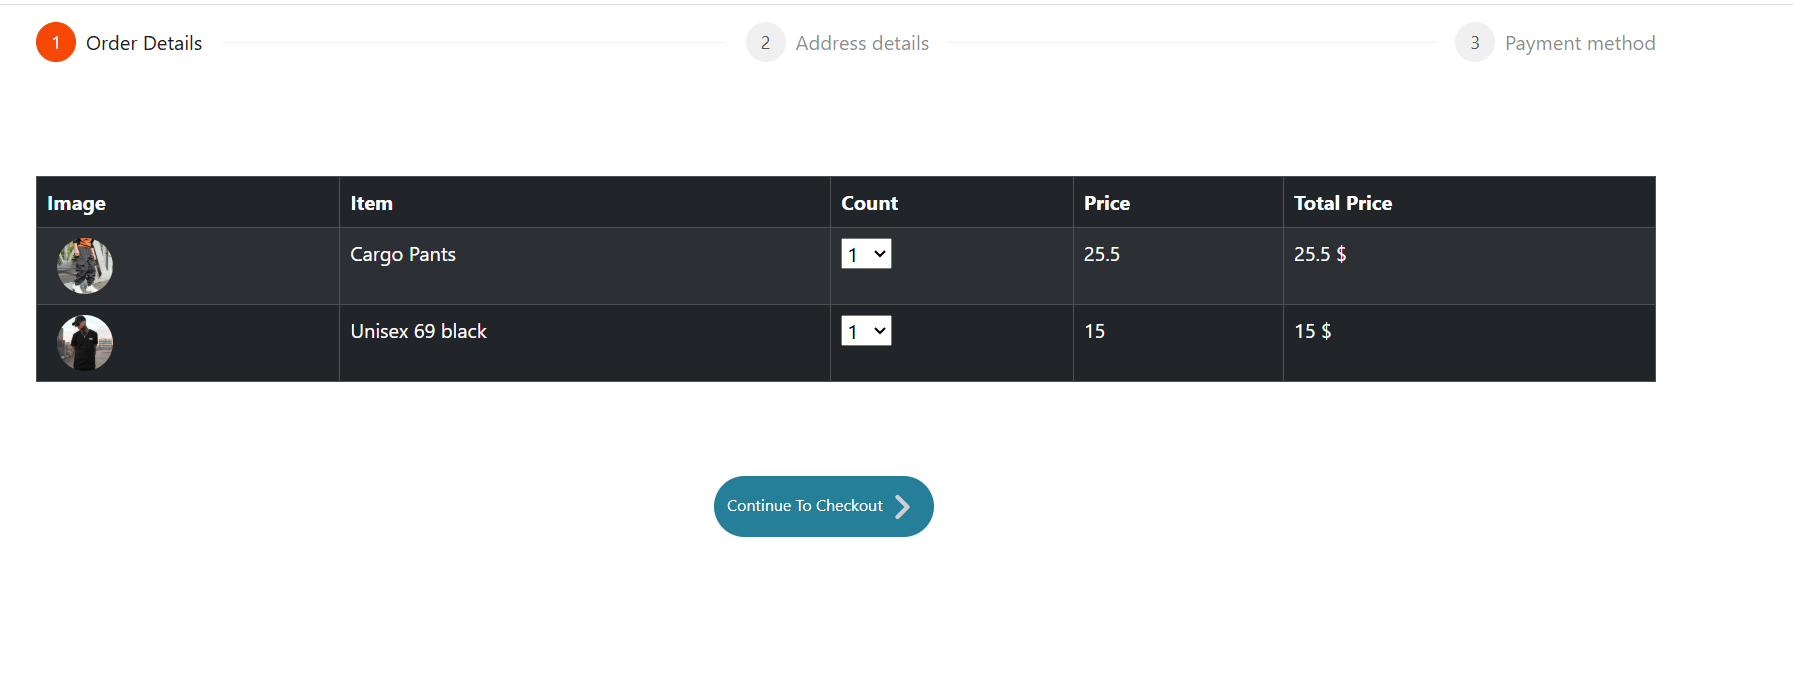 1 Order Details 2 Address details 3 Payment method
Image Item Count Price Total Price
Cargo Pants 1 25.5 25.5 $
Unisex 69 black 1 15 15 $
Continue To Checkout